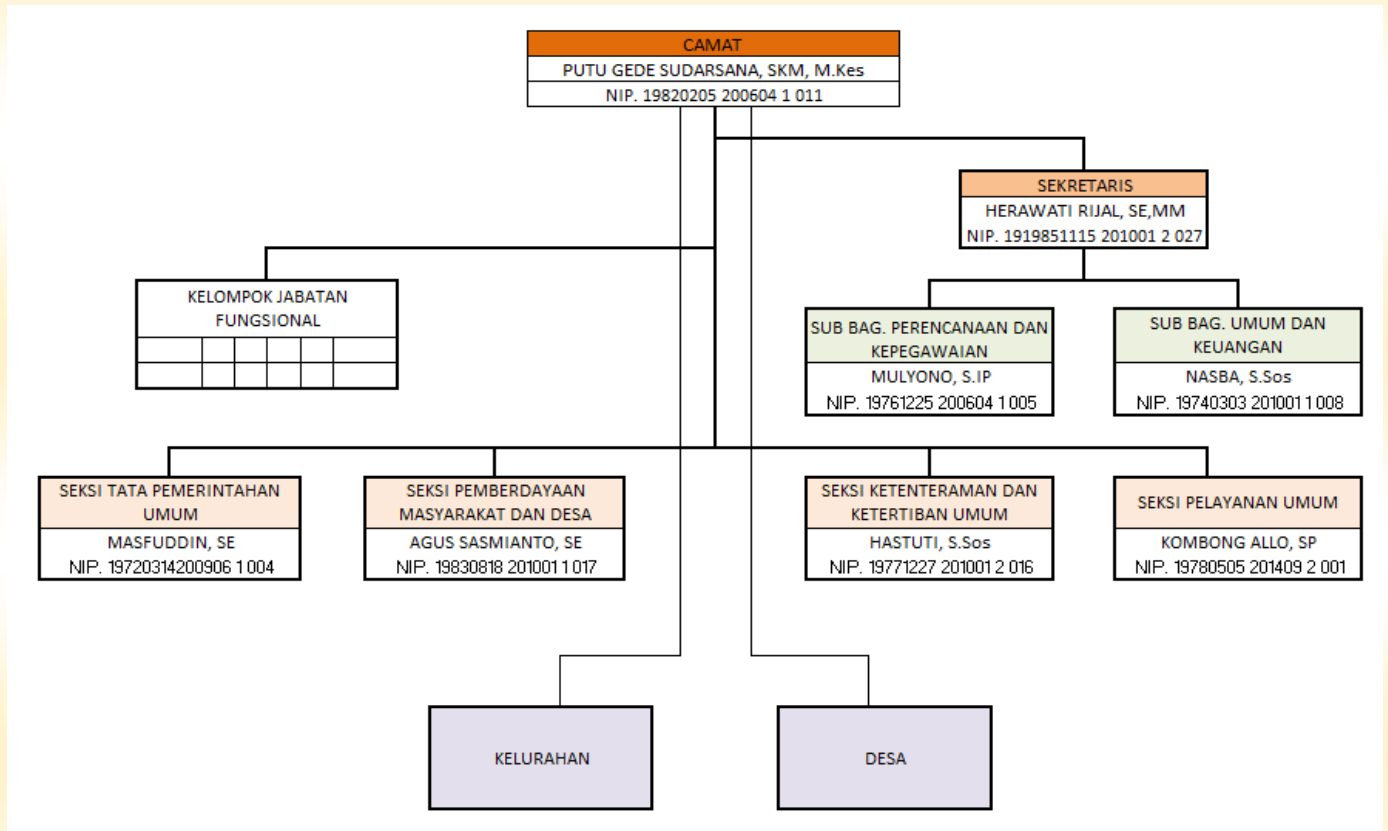 CAMAT
PUTU GEDE SUDARSANA, SKM, M.Kes
NIP. 19820205 200604 1 011
SEKRETARIS
HERAWATI RIJAL, SE,MM
NIP. 1919851115 201001 2 027
KELOMPOK JABATAN
FUNGSIONAL
SUB BAG. PERENCANAAN DAN
KEPEGAWAIAN
MULYONO, S.IP
NIP. 19761225 200604 1 005
SUB BAG. UMUM DAN
KEUANGAN
NASBA, S.Sos
NIP. 19740303 201001 1 008
SEKSI TATA PEMERINTAHAN
UMUM
MASFUDDIN, SE
NIP. 19720314200906 1 004
SEKSI PEMBERDAYAAN
MASYARAKAT DAN DESA
AGUS SASMIANTO, SE
NIP. 19830818 201001 1 017
SEKSI KETENTERAMAN DAN
KETERTIBAN UMUM
HASTUTI, S.Sos
NIP. 19771227 201001 2 016
SEKSI PELAYANAN UMUM
KOMBONG ALLO, SP
NIP. 19780505 201409 2 001
KELURAHAN
DESA